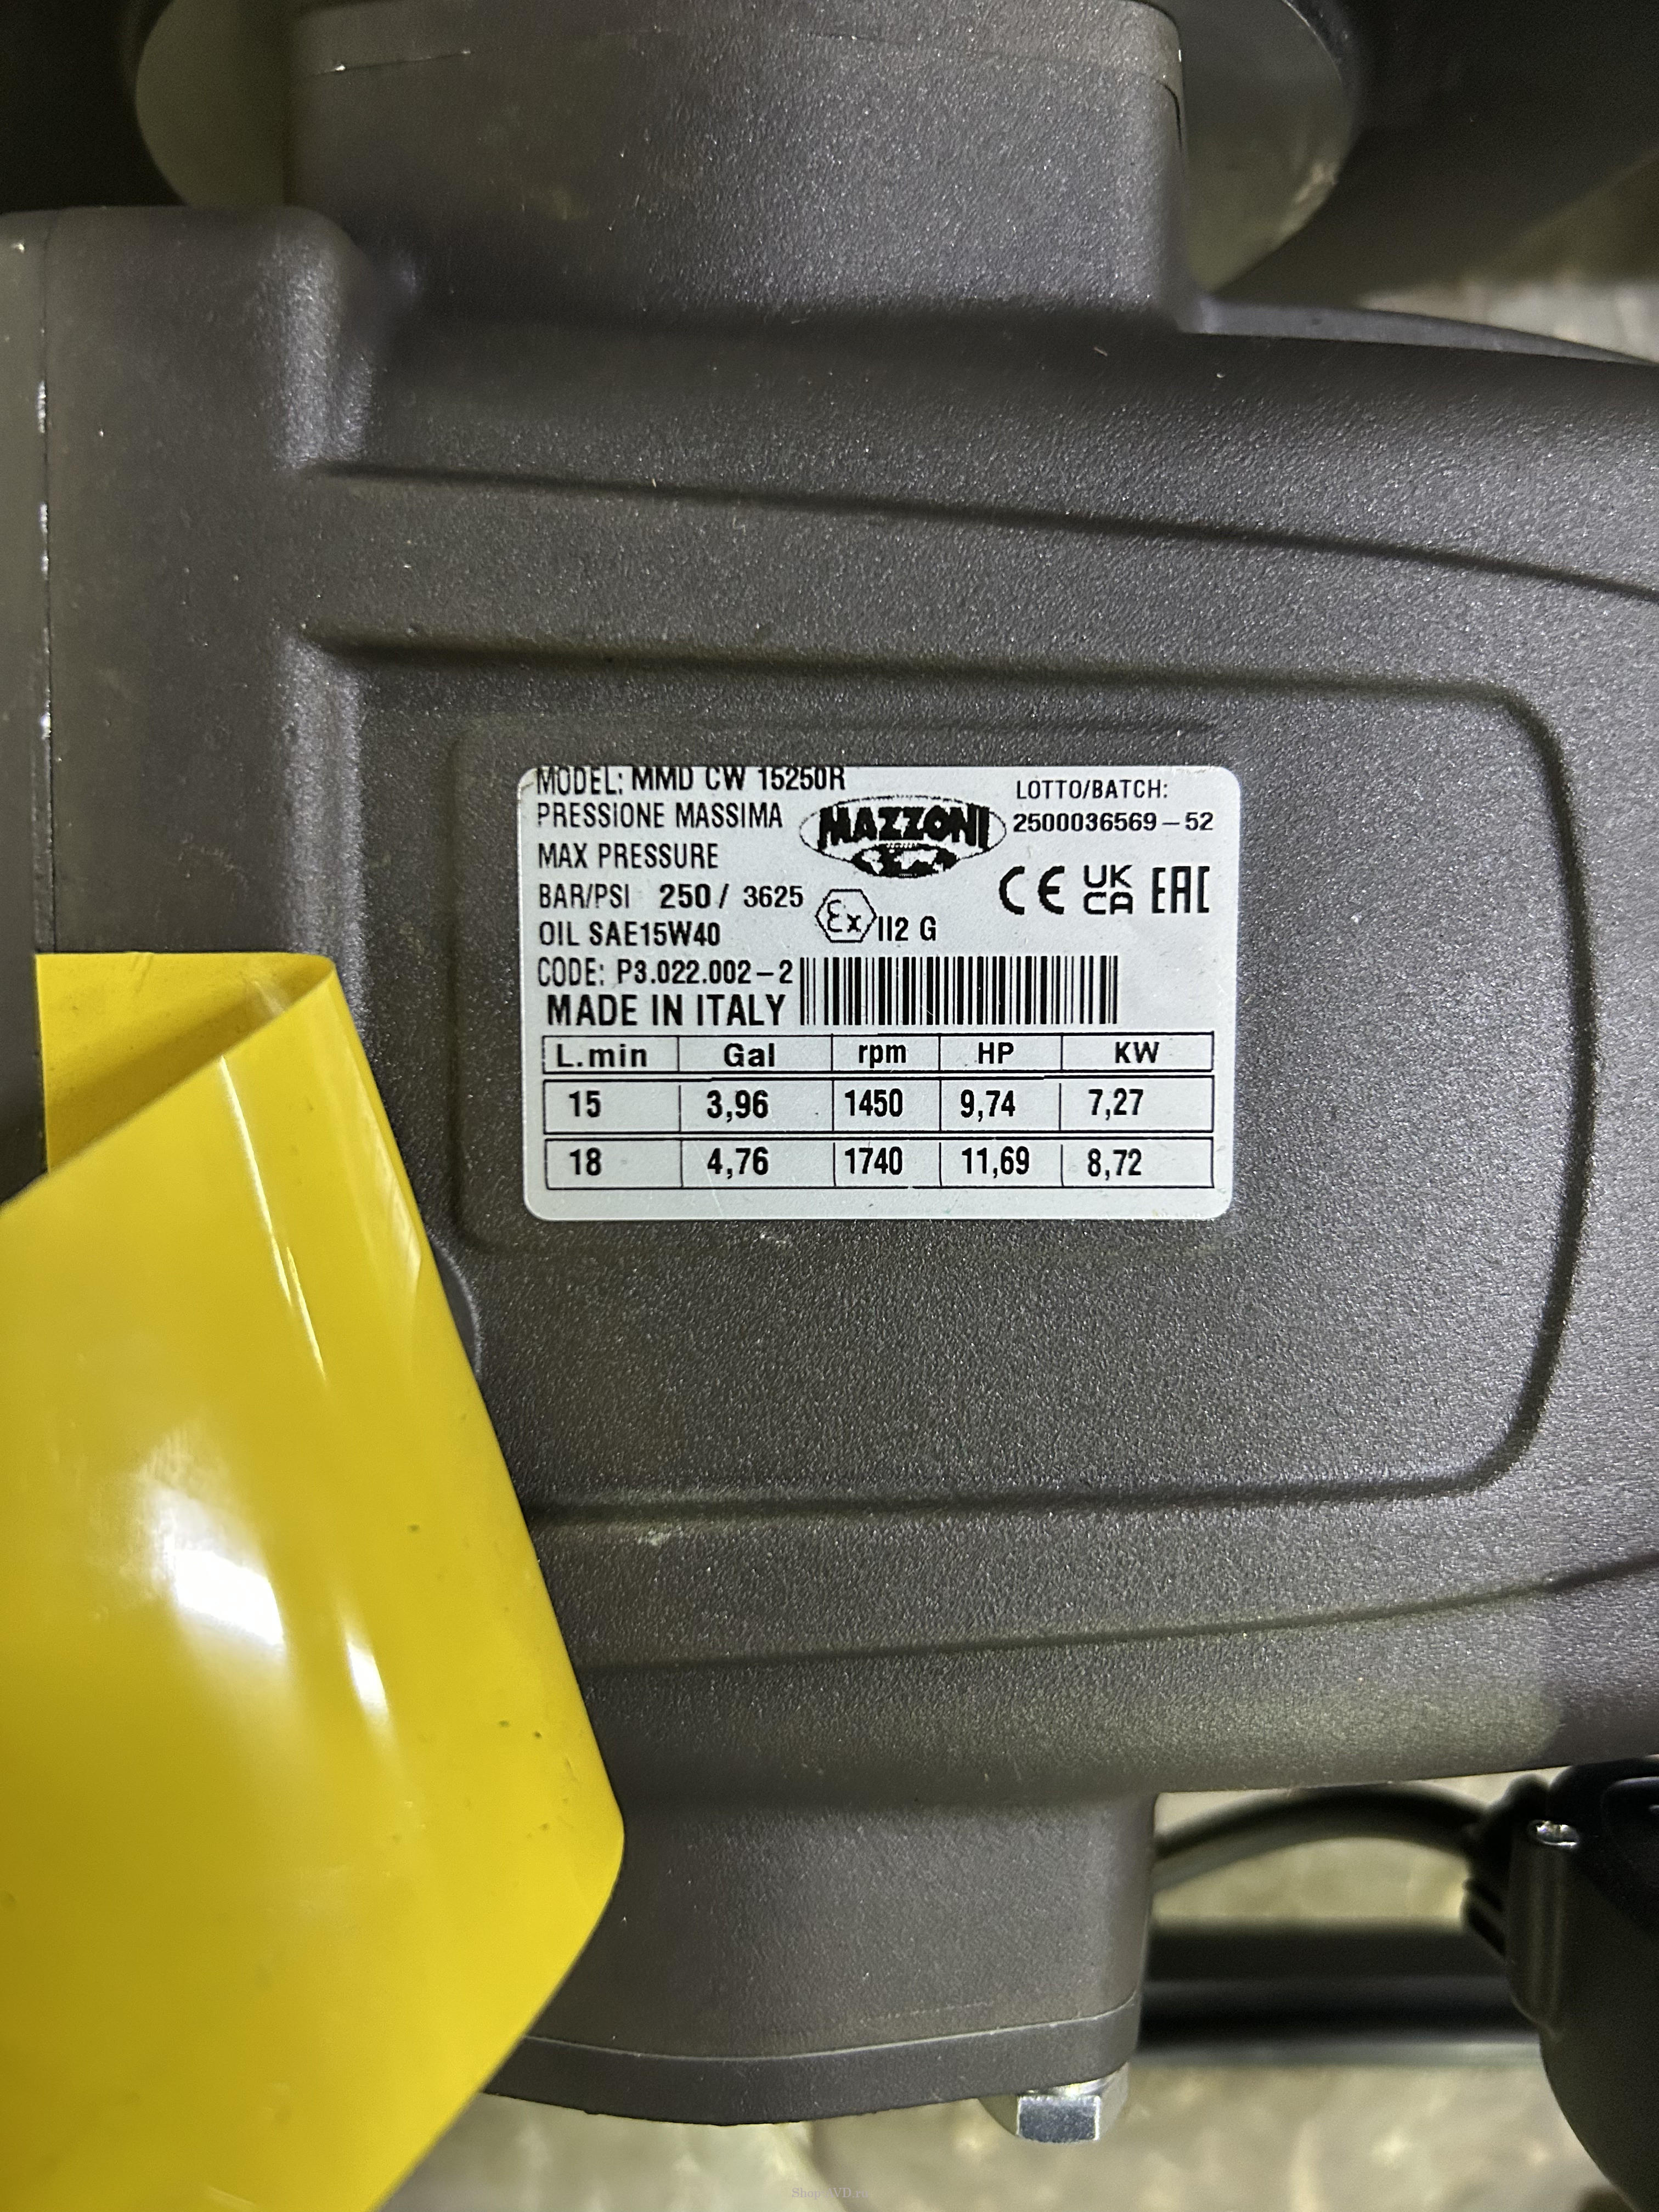 MODEL: MMD CW 15250R
PRESSIONE MASSIMA
MAX PRESSURE
BAR/PSI 250 / 3625
OIL SAE15W40
CODE: P3.022.002-2
MADE IN ITALY
MAZZONI
Ex II2 G
LOTTO/BATCH:
2500036569-52
CE UK CA EAC
L.min Gal rpm HP KW
15 3,96 1450 9,74 7,27
18 4,76 1740 11,69 8,72